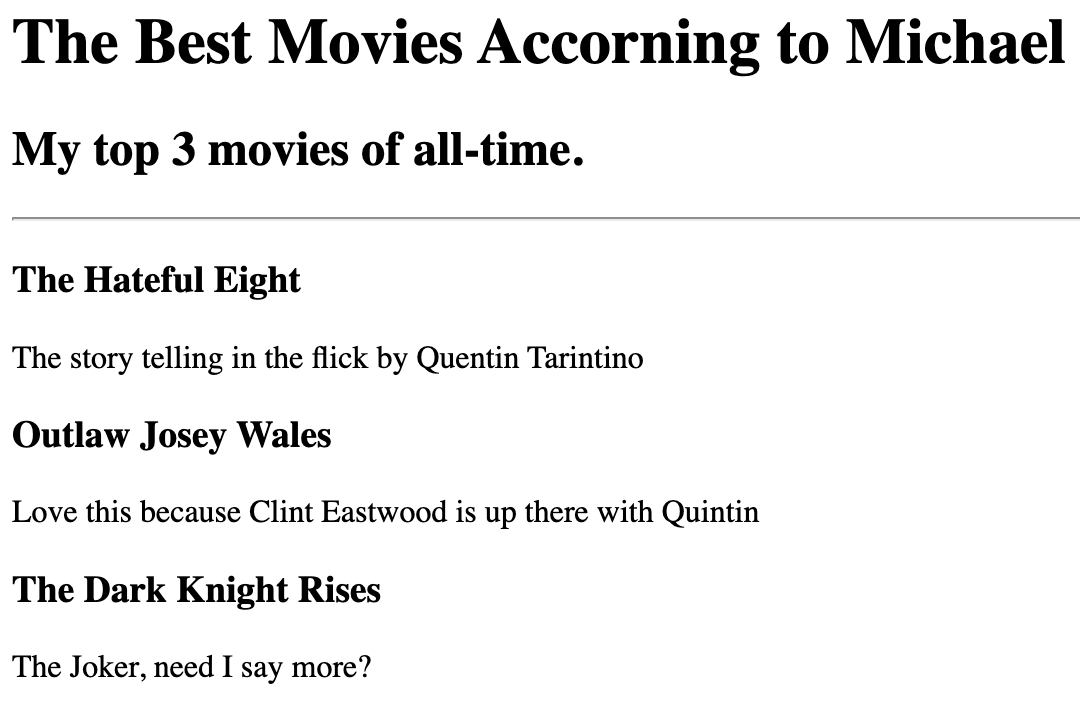 The Best Movies Accorning to Michael
My top 3 movies of all-time.
The Hateful Eight
The story telling in the flick by Quentin Tarintino
Outlaw Josey Wales
Love this because Clint Eastwood is up there with Quintin
The Dark Knight Rises
The Joker, need I say more?